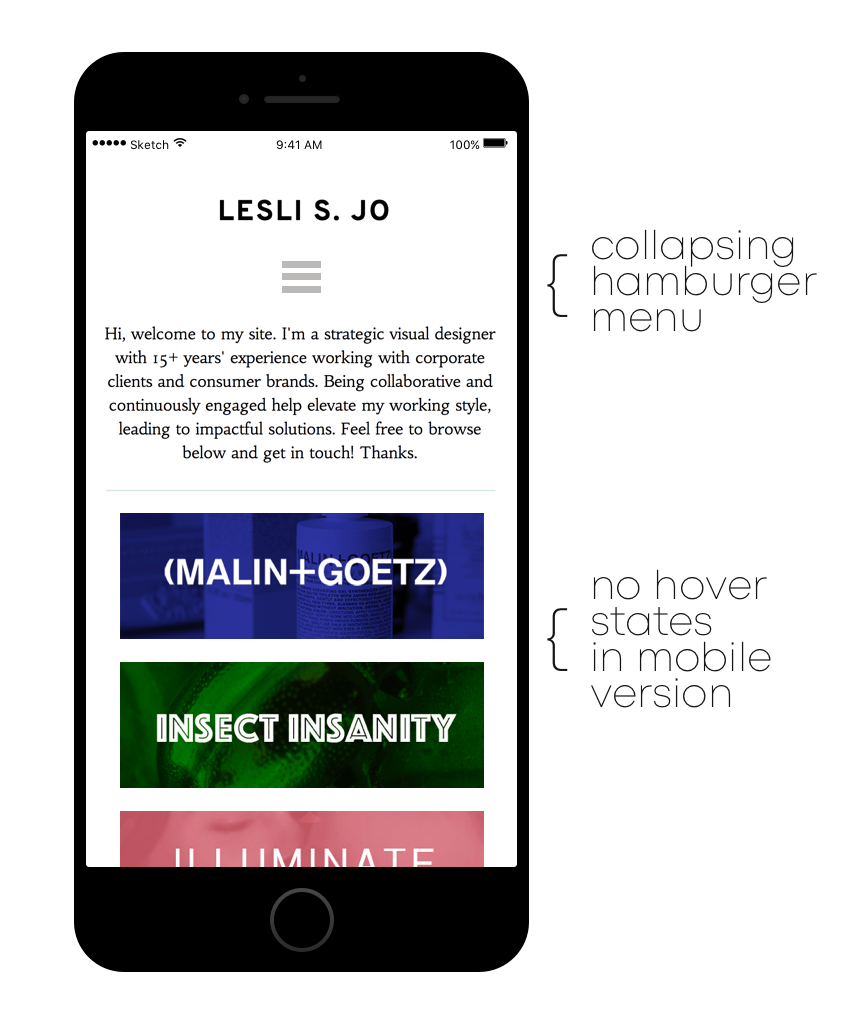 Sketch 9:41 AM 100%
LESLI S. JO
collapsing
hamburger
menu
Hi, welcome to my site. I'm a strategic visual designer
with 15+ years' experience working with corporate
clients and consumer brands. Being collaborative and
continuously engaged help elevate my working style,
leading to impactful solutions. Feel free to browse
below and get in touch! Thanks.
MALIN+GOETZ
(MALIN+GOETZ)
no hover
states
in mobile
version
INSECT INSANITY
ILLUMINATE